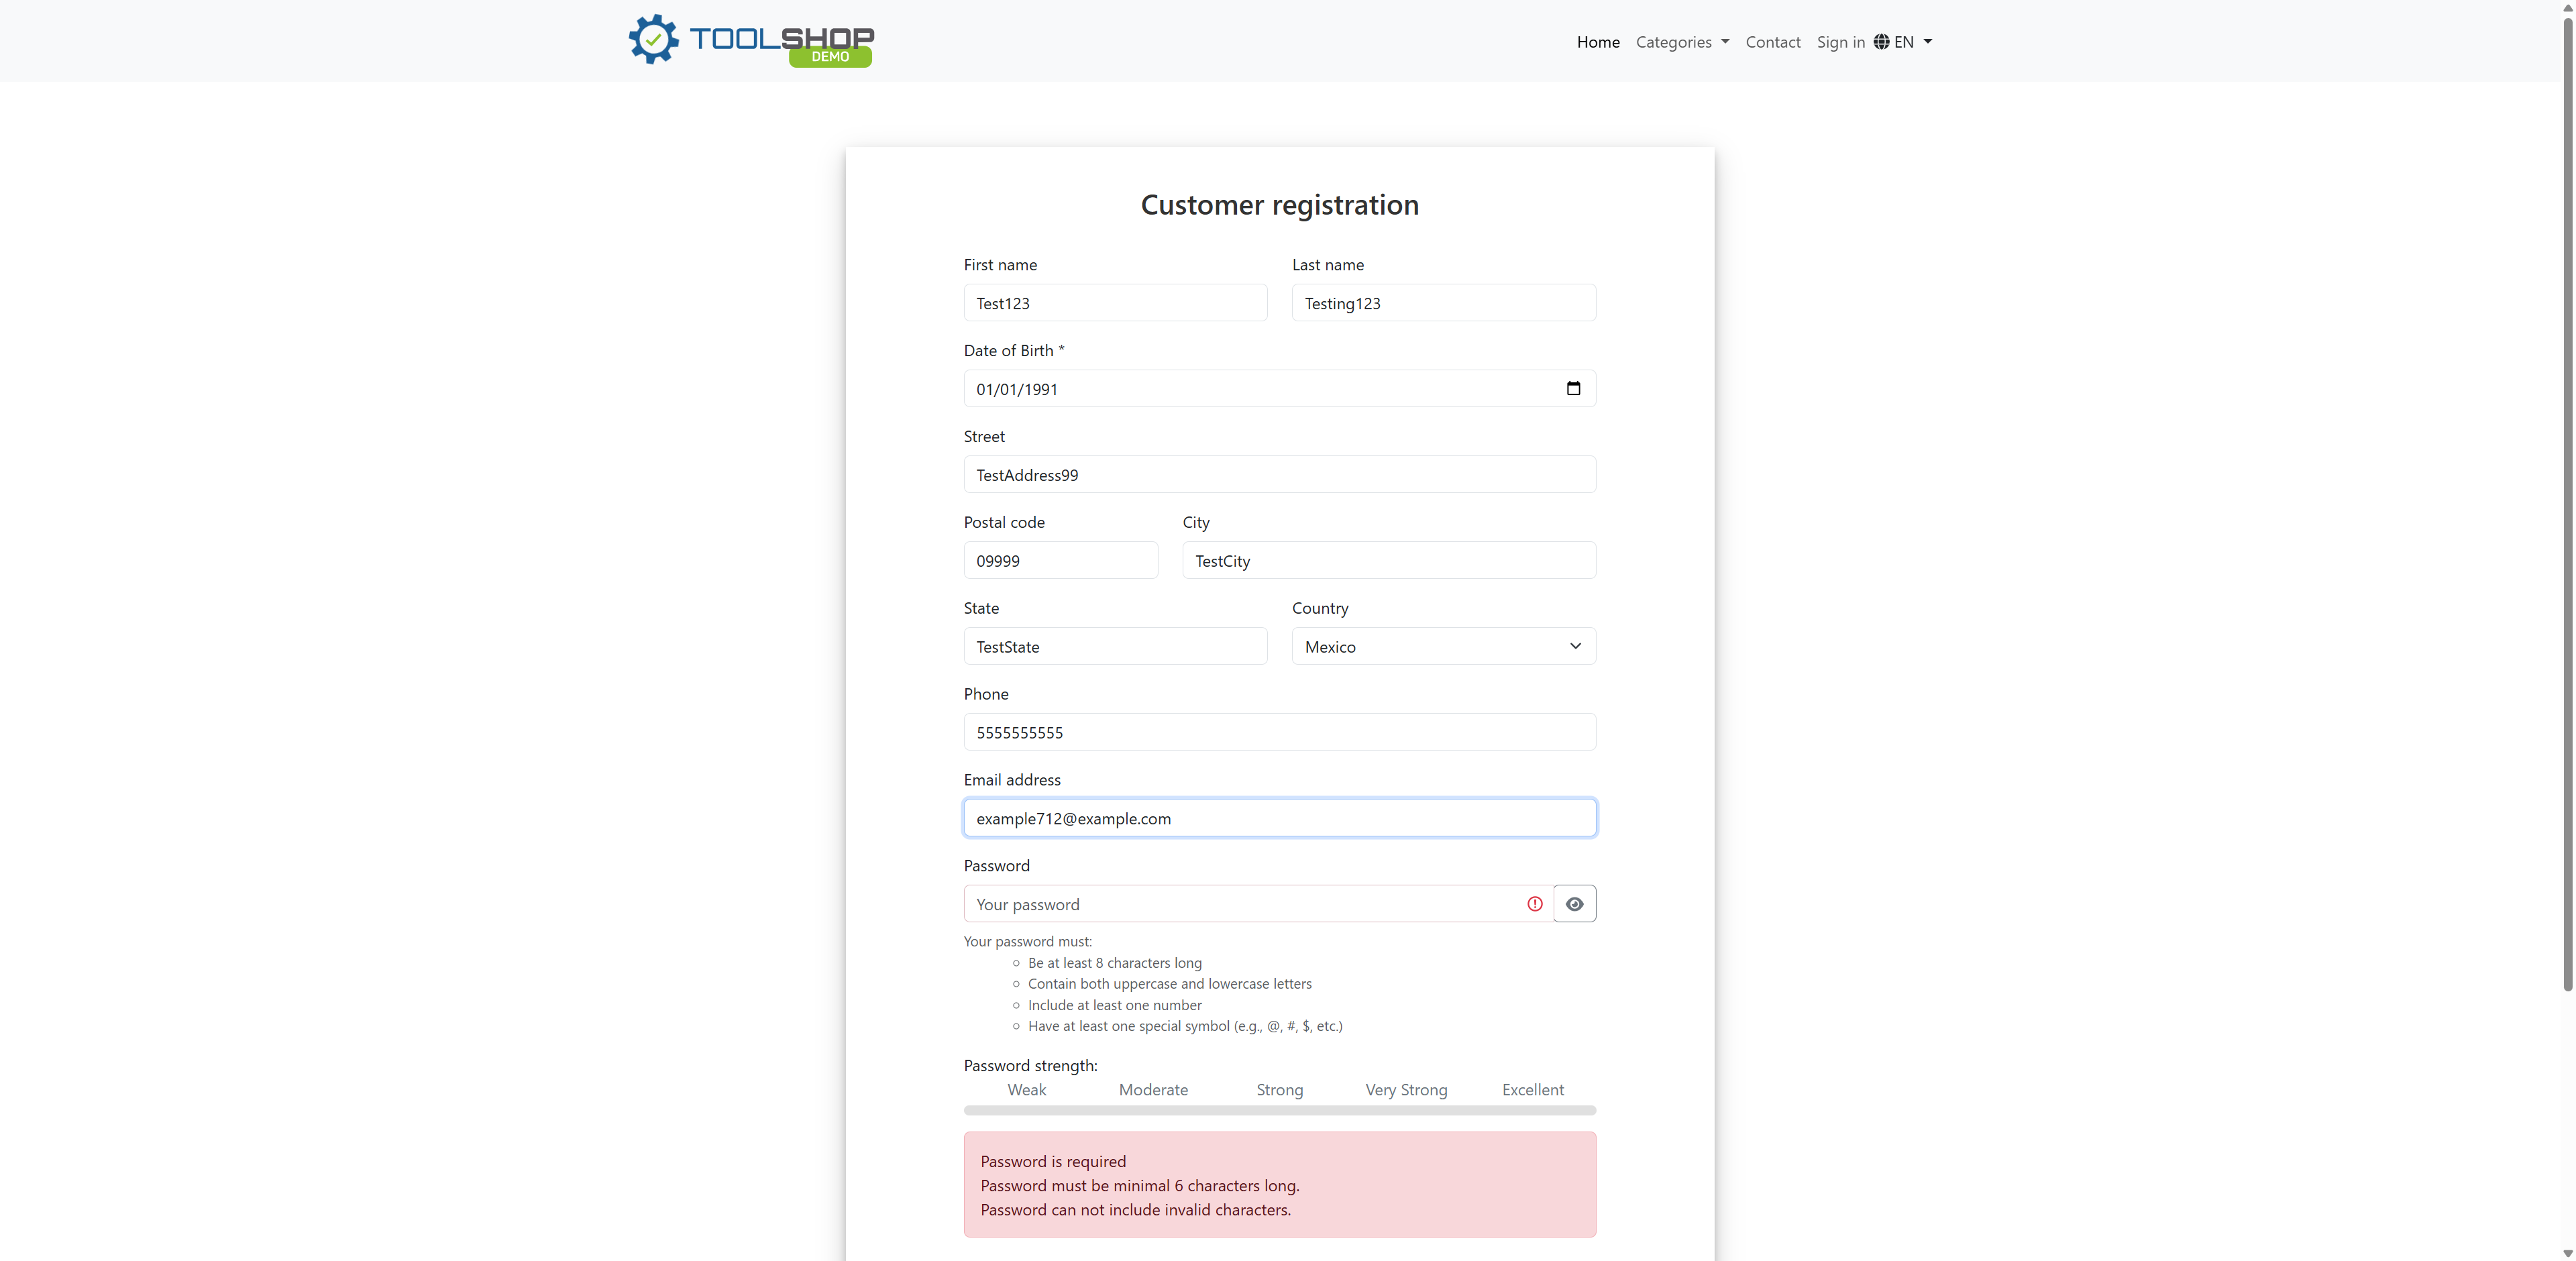 TOOLSHOP
DEMO
Home Categories Contact Sign in EN
Customer registration
First name Last name
Test123 Testing123
Date of Birth *
01/01/1991
Street
TestAddress99
Postal code City
09999 TestCity
State Country
TestState Mexico
Phone
5555555555
Email address
example712@example.com
Password
Your password
Your password must:
Be at least 8 characters long
Contain both uppercase and lowercase letters
Include at least one number
Have at least one special symbol (e.g., @, #, $, etc.)
Password strength:
Weak Moderate Strong Very Strong Excellent
Password is required
Password must be minimal 6 characters long.
Password can not include invalid characters.